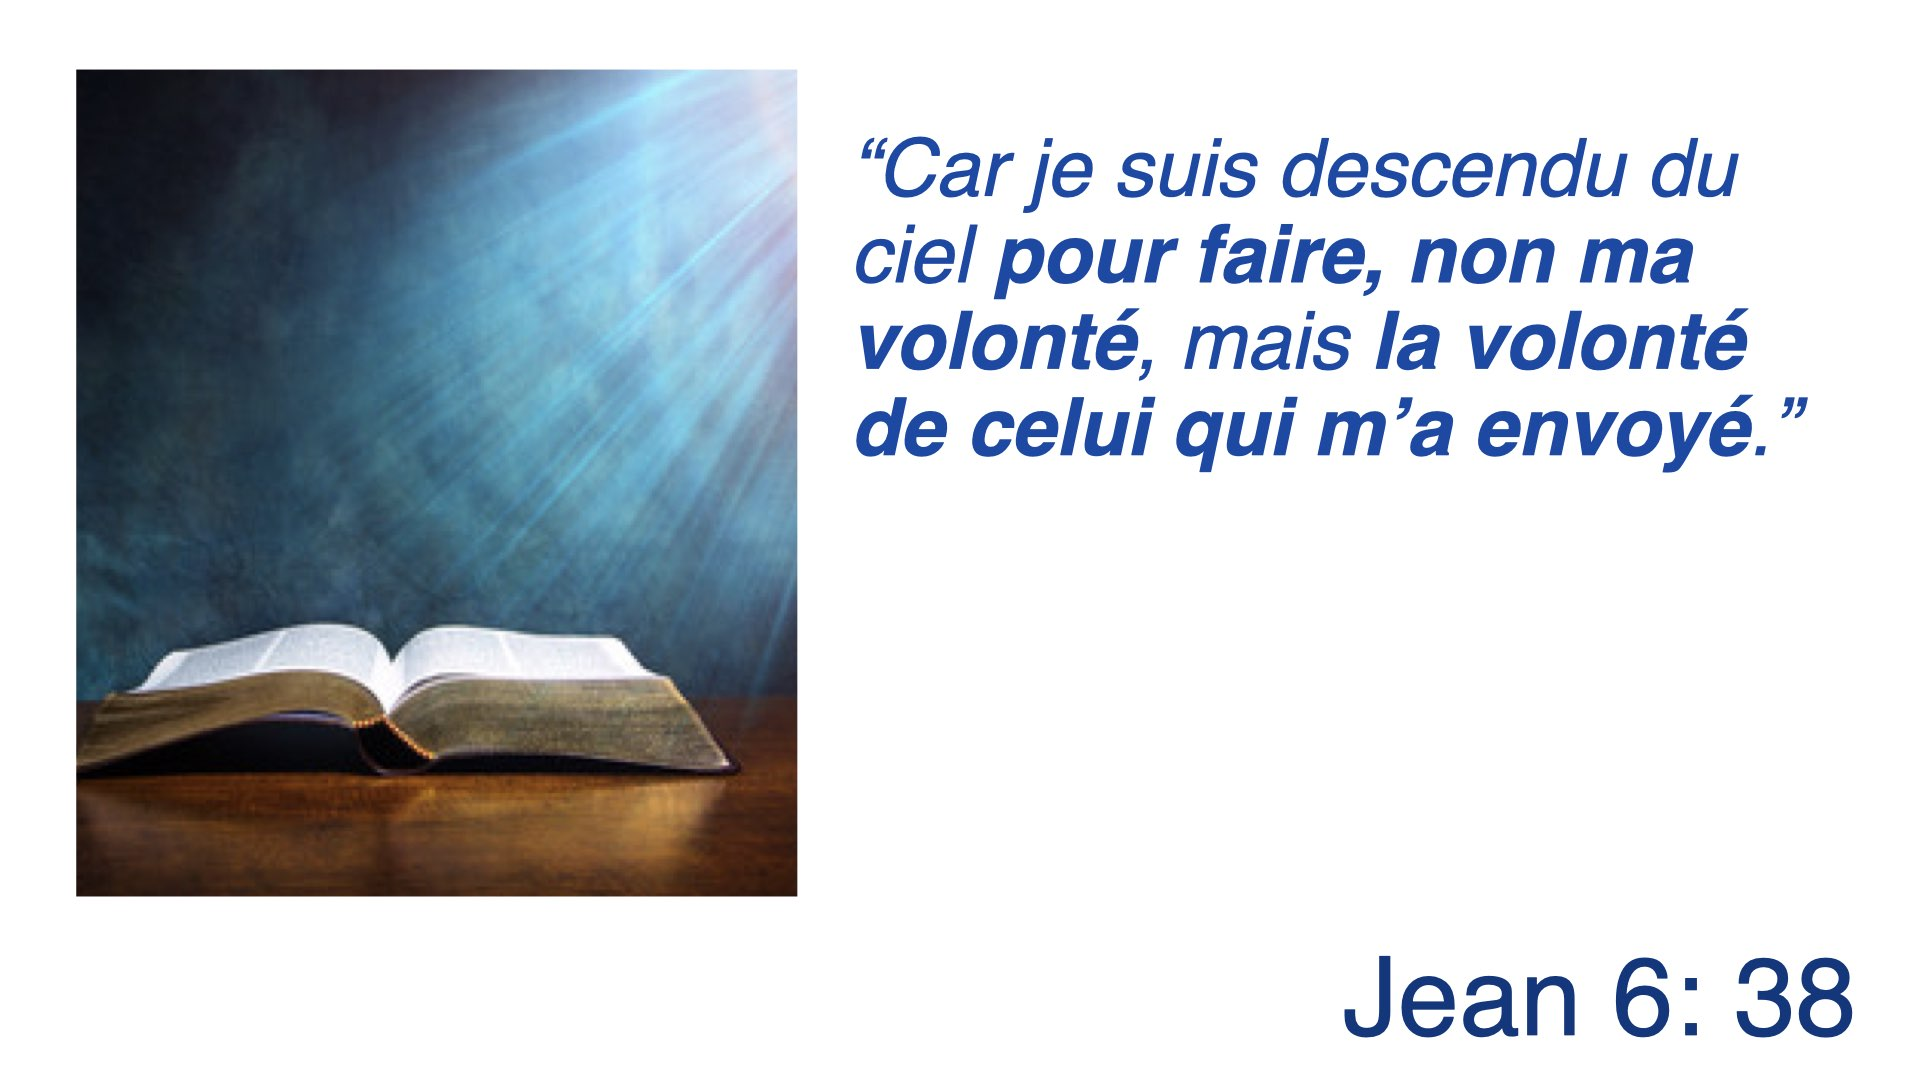 “Car je suis descendu du
ciel pour faire, non ma
volonté, mais la volonté
de celui qui m’a envoyé.”
Jean 6: 38